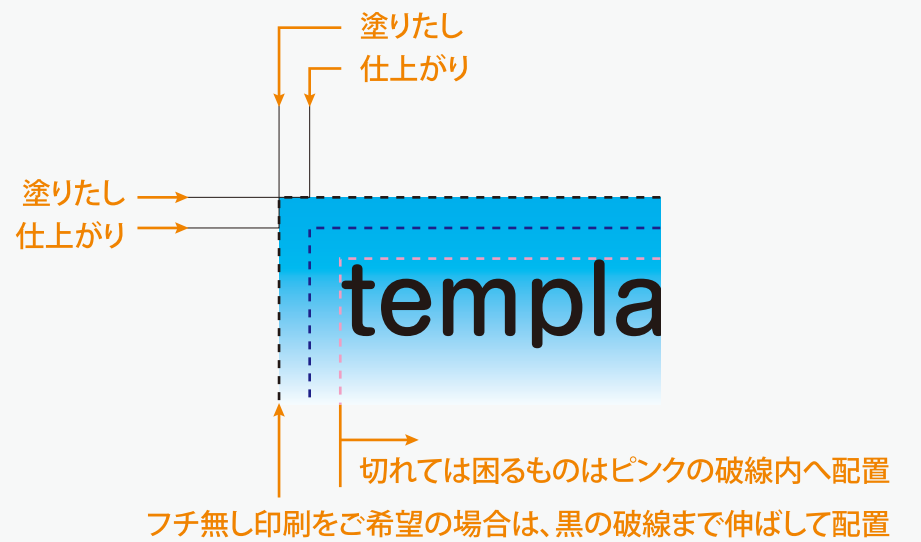 塗りたし
仕上がり
塗りたし
仕上がり
templa
切れては困るものはピンクの破線内へ配置
フチ無し印刷をご希望の場合は、黒の破線まで伸ばして配置